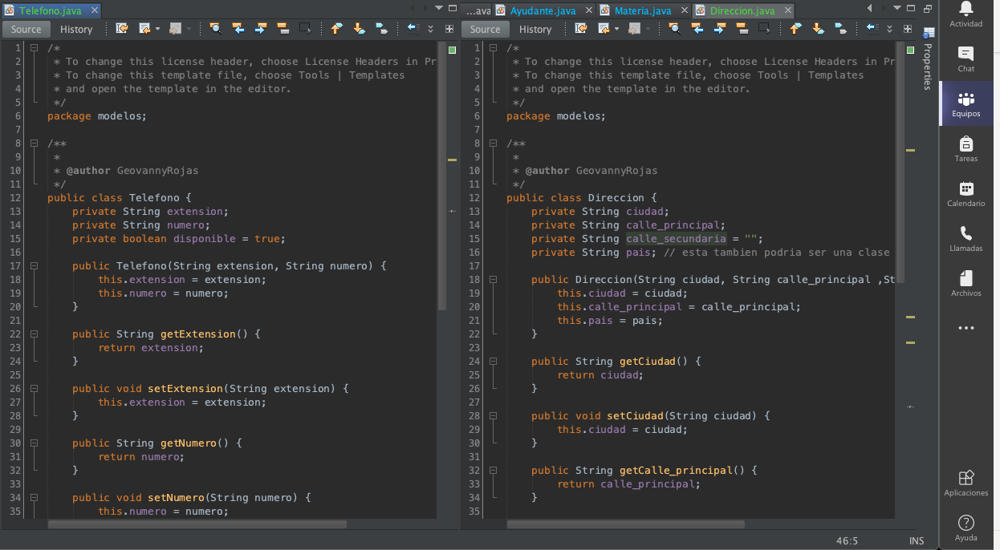 Telefono.java
Source History
1 /*
2 * To change this license header, choose License Headers in Pr
3 * To change this template file, choose Tools | Templates
4 * and open the template in the editor.
5 */
6 package modelos;
7
8 /**
9 *
10 * @author GeovannyRojas
11 */
12 public class Telefono {
13 private String extension;
14 private String numero;
15 private boolean disponible = true;
16
17 public Telefono(String extension, String numero) {
18 this.extension = extension;
19 this.numero = numero;
20 }
21
22 public String getExtension() {
23 return extension;
24 }
25
26 public void setExtension(String extension) {
27 this.extension = extension;
28 }
29
30 public String getNumero() {
31 return numero;
32 }
33
34 public void setNumero(String numero) {
35 this.numero = numero;
...ava Ayudante.java Materia.java Direccion.java
Source History
1 /*
2 * To change this license header, choose License Headers in Pr
3 * To change this template file, choose Tools | Templates
4 * and open the template in the editor.
5 */
6 package modelos;
7
8 /**
9 *
10 * @author GeovannyRojas
11 */
12 public class Direccion {
13 private String ciudad;
14 private String calle_principal;
15 private String calle_secundaria = "";
16 private String pais; // esta tambien podria ser una clase
17
18 public Direccion(String ciudad, String calle_principal ,St
19 this.ciudad = ciudad;
20 this.calle_principal = calle_principal;
21 this.pais = pais;
22 }
23
24 public String getCiudad() {
25 return ciudad;
26 }
27
28 public void setCiudad(String ciudad) {
29 this.ciudad = ciudad;
30 }
31
32 public String getCalle_principal() {
33 return calle_principal;
34 }
35
Properties
46:5 INS
Actividad
Chat
Equipos
Tareas
Calendario
Llamadas
Archivos
Aplicaciones
Ayuda